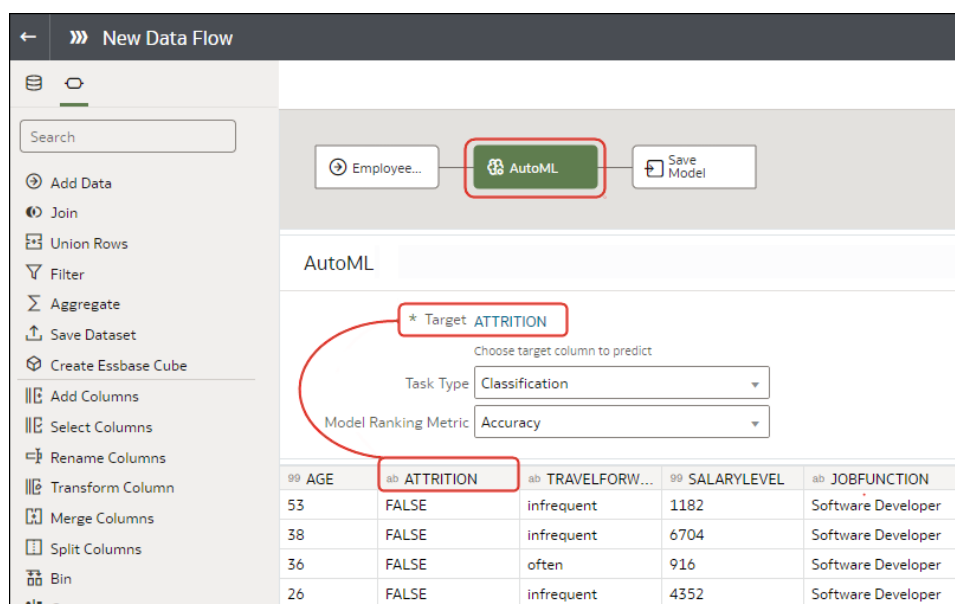 New Data Flow
Search
Add Data
Join
Union Rows
Filter
Aggregate
Save Dataset
Create Essbase Cube
Add Columns
Select Columns
Rename Columns
Transform Column
Merge Columns
Split Columns
Bin
Employee...
AutoML
Save
Model
AutoML
* Target ATTRITION
Choose target column to predict
Task Type Classification
Model Ranking Metric Accuracy
99 AGE ab ATTRITION ab TRAVELFORW... 99 SALARYLEVEL ab JOBFUNCTION
53 FALSE infrequent 1182 Software Developer
38 FALSE infrequent 6704 Software Developer
36 FALSE often 916 Software Developer
26 FALSE infrequent 4352 Software Developer